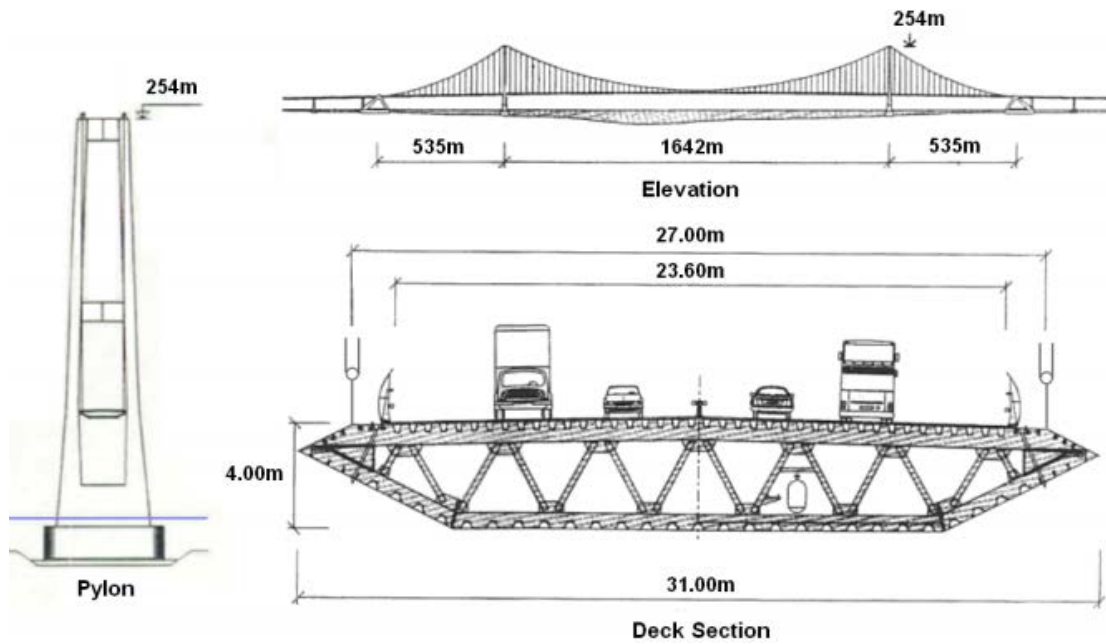 254m
254m
535m
1642m
535m
Elevation
27.00m
23.60m
4.00m
31.00m
Pylon
Deck Section